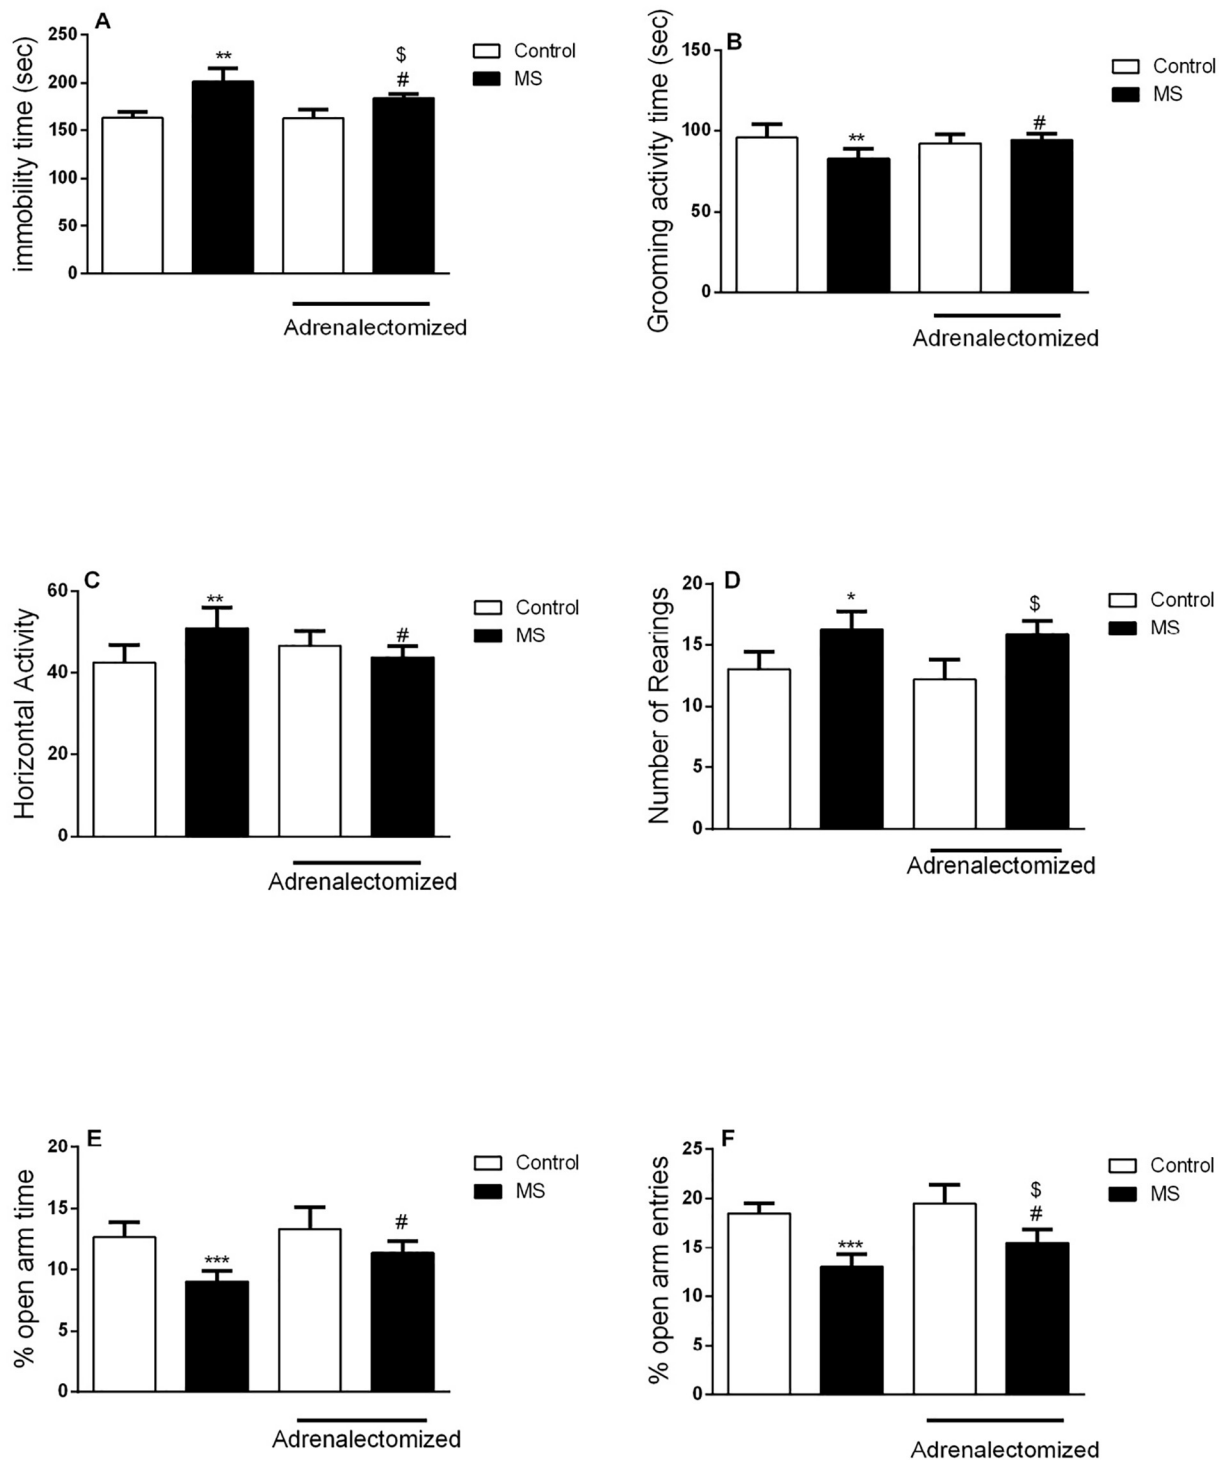 A
immobility time (sec)
250
200
150
100
50
0
**
$
#
Control
MS
Adrenalectomized
B
Grooming activity time (sec)
150
100
50
0
**
#
Control
MS
Adrenalectomized
C
Horizontal Activity
60
40
20
0
**
#
Control
MS
Adrenalectomized
D
Number of Rearings
20
15
10
5
0
*
$
Control
MS
Adrenalectomized
E
% open arm time
20
15
10
5
0
***
#
Control
MS
Adrenalectomized
F
% open arm entries
25
20
15
10
5
0
***
$
#
Control
MS
Adrenalectomized